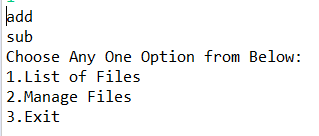 add
sub
Choose Any One Option from Below:
1.List of Files
2.Manage Files
3.Exit